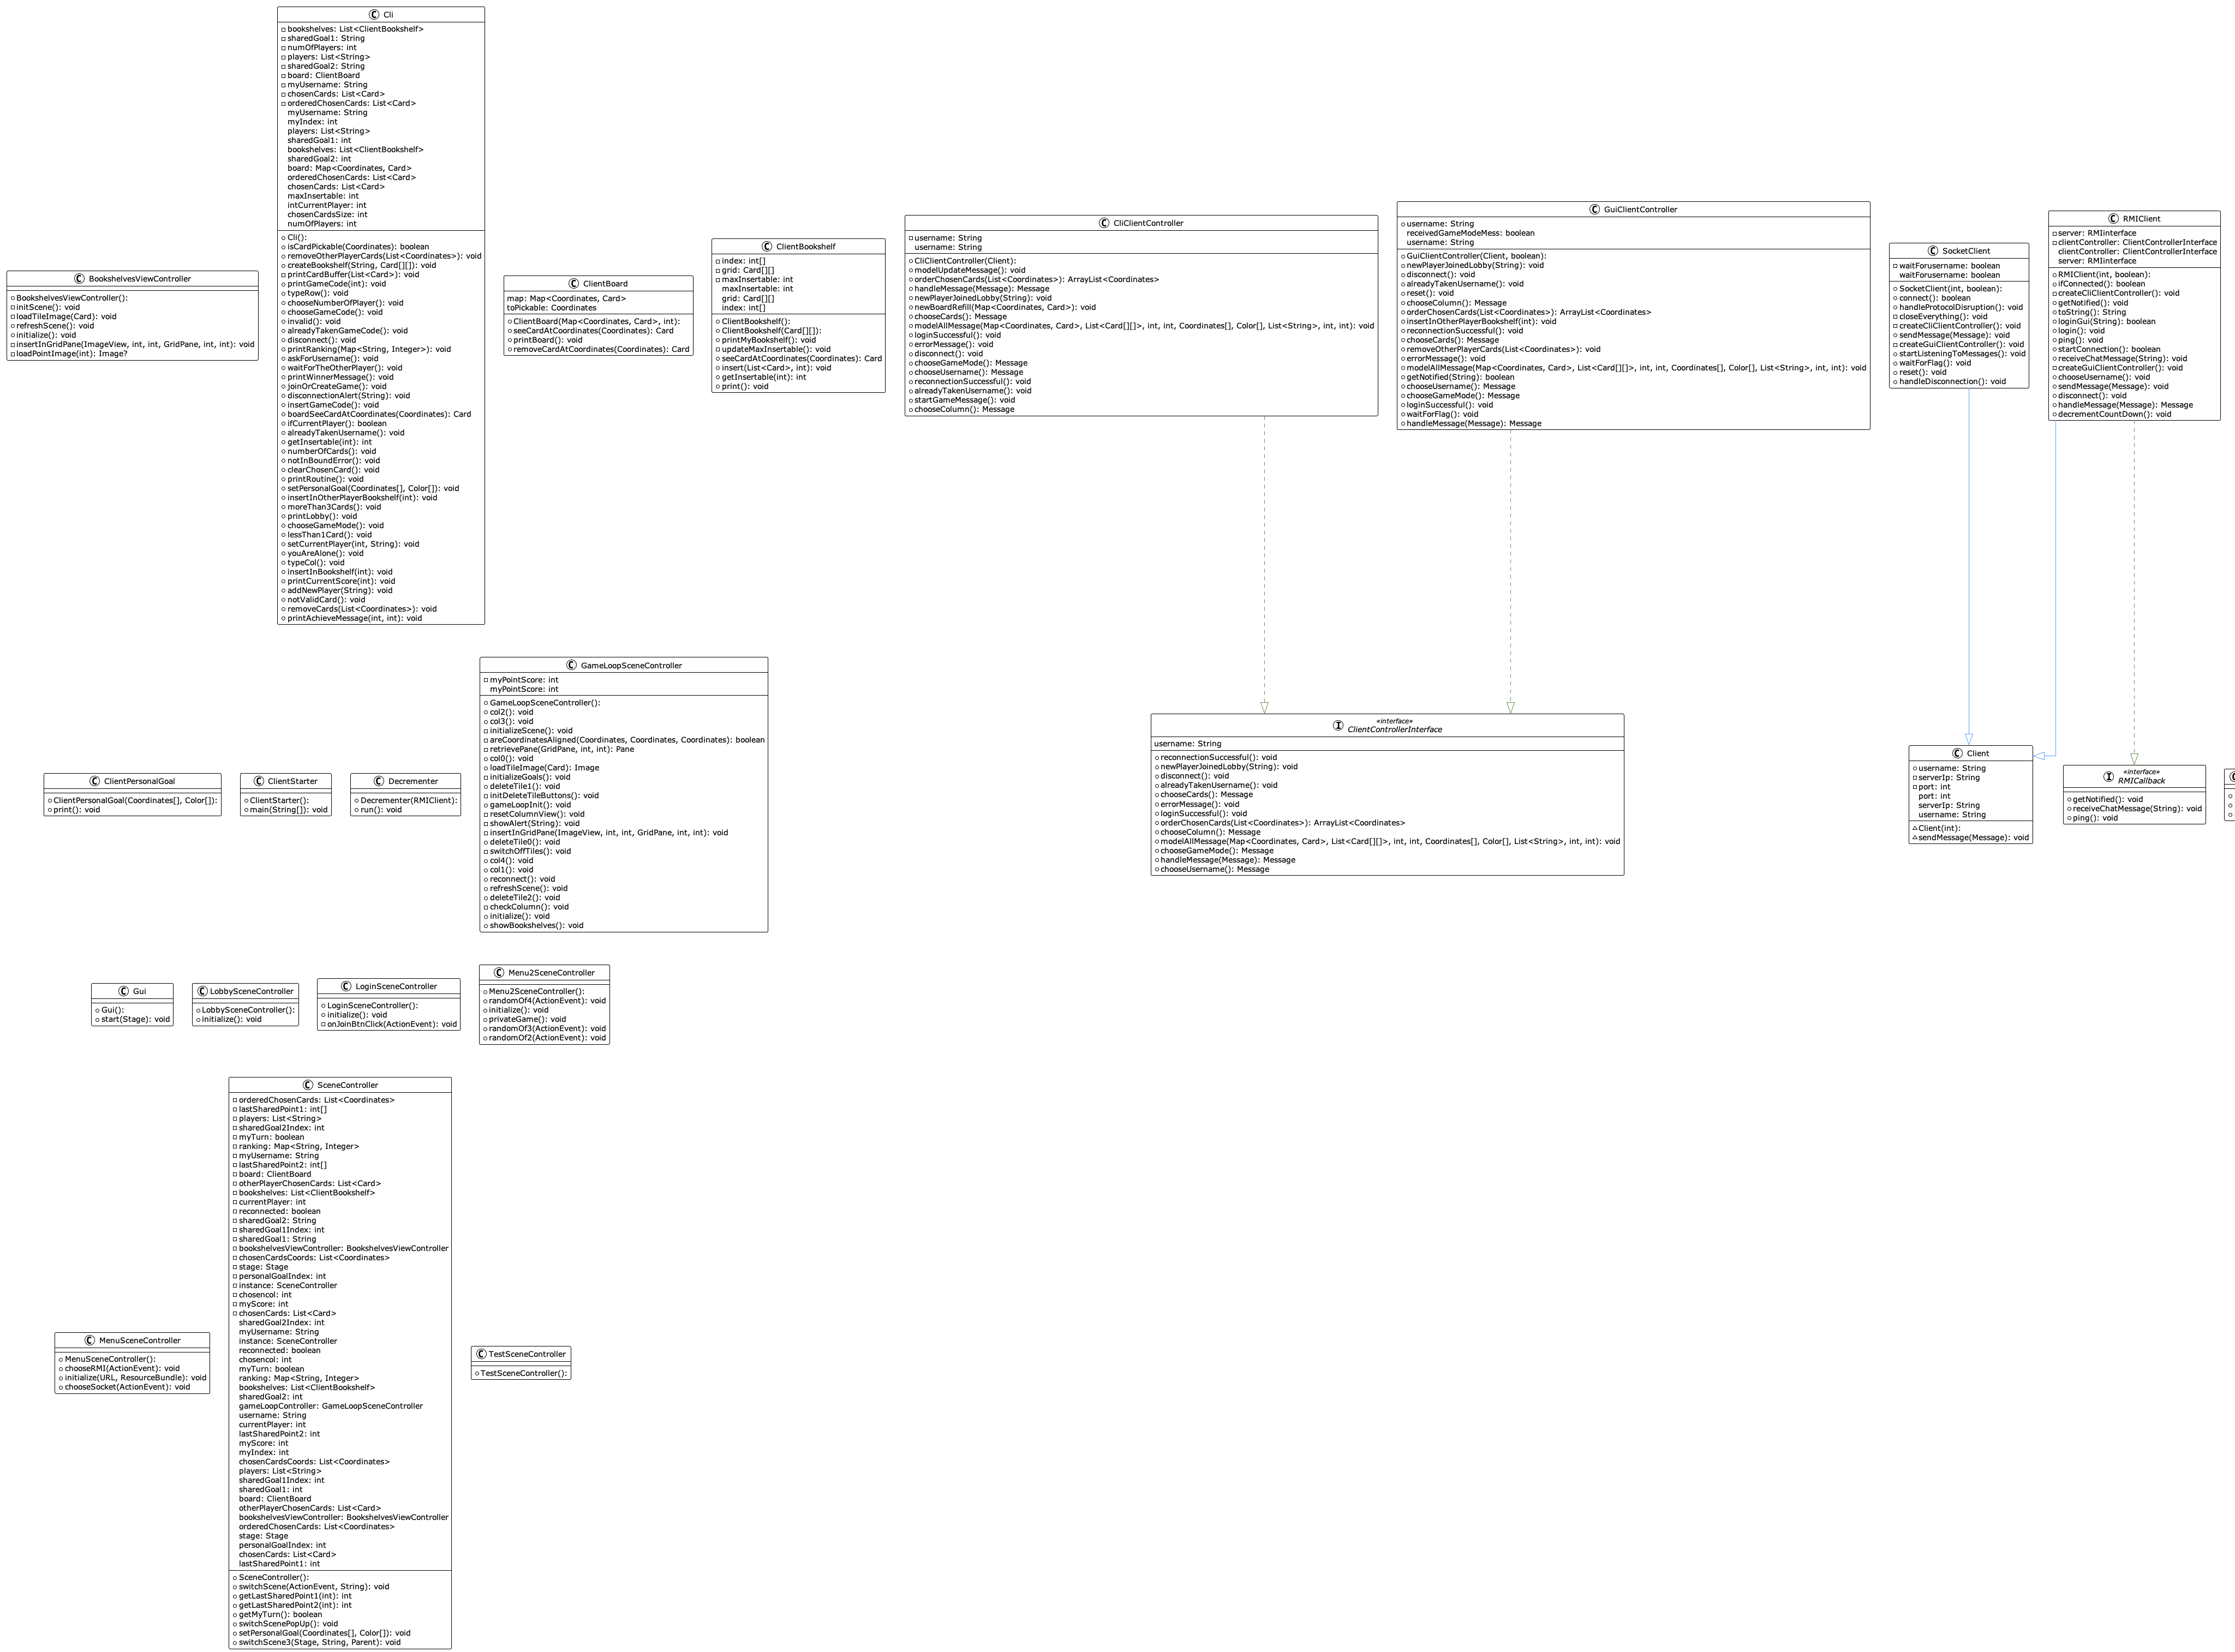 C Cli
bookshelves: List<ClientBookshelf>
sharedGoal1: String
numOfPlayers: int
players: List<String>
sharedGoal2: String
board: ClientBoard
myUsername: String
chosenCards: List<Card>
orderedChosenCards: List<Card>
myUsername: String
myIndex: int
players: List<String>
sharedGoal1: int
bookshelves: List<ClientBookshelf>
sharedGoal2: int
board: Map<Coordinates, Card>
orderedChosenCards: List<Card>
chosenCards: List<Card>
maxInsertable: int
intCurrentPlayer: int
chosenCardsSize: int
numOfPlayers: int
Cli():
isCardPickable(Coordinates): boolean
removeOtherPlayerCards(List<Coordinates>): void
createBookshelf(String, Card[][]): void
printCardBuffer(List<Card>): void
printGameCode(int): void
typeRow(): void
chooseNumberOfPlayer(): void
chooseGameCode(): void
invalid(): void
alreadyTakenGameCode(): void
disconnect(): void
printRanking(Map<String, Integer>): void
askForUsername(): void
waitForTheOtherPlayer(): void
printWinnerMessage(): void
joinOrCreateGame(): void
disconnectionAlert(String): void
insertGameCode(): void
boardSeeCardAtCoordinates(Coordinates): Card
ifCurrentPlayer(): boolean
alreadyTakenUsername(): void
getInsertable(int): int
numberOfCards(): void
notInBoundError(): void
clearChosenCard(): void
printRoutine(): void
setPersonalGoal(Coordinates[], Color[]): void
insertInOtherPlayerBookshelf(int): void
moreThan3Cards(): void
printLobby(): void
chooseGameMode(): void
lessThan1Card(): void
setCurrentPlayer(int, String): void
youAreAlone(): void
typeCol(): void
insertInBookshelf(int): void
printCurrentScore(int): void
addNewPlayer(String): void
notValidCard(): void
removeCards(List<Coordinates>): void
printAchieveMessage(int, int): void
C BookshelvesViewController
BookshelvesViewController():
initScene(): void
loadTileImage(Card): void
refreshScene(): void
initialize(): void
insertInGridPane(ImageView, int, int, GridPane, int, int): void
loadPointImage(int): Image?
C ClientBoard
map: Map<Coordinates, Card>
toPickable: Coordinates
ClientBoard(Map<Coordinates, Card>, int):
seeCardAtCoordinates(Coordinates): Card
printBoard(): void
removeCardAtCoordinates(Coordinates): Card
C ClientBookshelf
index: int[]
grid: Card[][]
maxInsertable: int
maxInsertable: int
grid: Card[][]
index: int[]
ClientBookshelf():
ClientBookshelf(Card[][]):
printMyBookshelf(): void
updateMaxInsertable(): void
seeCardAtCoordinates(Coordinates): Card
insert(List<Card>, int): void
getInsertable(int): int
print(): void
C CliClientController
username: String
username: String
CliClientController(Client):
modelUpdateMessage(): void
orderChosenCards(List<Coordinates>): ArrayList<Coordinates>
handleMessage(Message): Message
newPlayerJoinedLobby(String): void
newBoardRefill(Map<Coordinates, Card>): void
chooseCards(): Message
modelAllMessage(Map<Coordinates, Card>, List<Card[][]>, int, int, Coordinates[], Color[], List<String>, int, int): void
loginSuccessful(): void
errorMessage(): void
disconnect(): void
chooseGameMode(): Message
chooseUsername(): Message
reconnectionSuccessful(): void
alreadyTakenUsername(): void
startGameMessage(): void
chooseColumn(): Message
C GuiClientController
username: String
receivedGameModeMess: boolean
username: String
GuiClientController(Client, boolean):
newPlayerJoinedLobby(String): void
disconnect(): void
alreadyTakenUsername(): void
reset(): void
chooseColumn(): Message
orderChosenCards(List<Coordinates>): ArrayList<Coordinates>
insertInOtherPlayerBookshelf(int): void
reconnectionSuccessful(): void
chooseCards(): Message
removeOtherPlayerCards(List<Coordinates>): void
errorMessage(): void
modelAllMessage(Map<Coordinates, Card>, List<Card[][]>, int, int, Coordinates[], Color[], List<String>, int, int): void
getNotified(String): boolean
chooseUsername(): Message
chooseGameMode(): Message
loginSuccessful(): void
waitForFlag(): void
handleMessage(Message): Message
C SocketClient
waitForusername: boolean
waitForusername: boolean
SocketClient(int, boolean):
connect(): boolean
handleProtocolDisruption(): void
closeEverything(): void
createCliClientController(): void
sendMessage(Message): void
createGuiClientController(): void
startListeningToMessages(): void
waitForFlag(): void
reset(): void
handleDisconnection(): void
C RMIClient
server: RMIinterface
clientController: ClientControllerInterface
clientController: ClientControllerInterface
server: RMIinterface
RMIClient(int, boolean):
ifConnected(): boolean
createCliClientController(): void
getNotified(): void
toString(): String
loginGui(String): boolean
login(): void
ping(): void
startConnection(): boolean
receiveChatMessage(String): void
createGuiClientController(): void
chooseUsername(): void
sendMessage(Message): void
disconnect(): void
handleMessage(Message): Message
decrementCountDown(): void
C ClientPersonalGoal
ClientPersonalGoal(Coordinates[], Color[]):
print(): void
C ClientStarter
ClientStarter():
main(String[]): void
C Decrementer
Decrementer(RMIClient):
run(): void
C GameLoopSceneController
myPointScore: int
myPointScore: int
GameLoopSceneController():
col2(): void
col3(): void
initializeScene(): void
areCoordinatesAligned(Coordinates, Coordinates, Coordinates): boolean
retrievePane(GridPane, int, int): Pane
col0(): void
loadTileImage(Card): Image
initializeGoals(): void
deleteTile1(): void
initDeleteTileButtons(): void
gameLoopInit(): void
resetColumnView(): void
showAlert(String): void
insertInGridPane(ImageView, int, int, GridPane, int, int): void
deleteTile0(): void
switchOffTiles(): void
col4(): void
col1(): void
reconnect(): void
refreshScene(): void
deleteTile2(): void
checkColumn(): void
initialize(): void
showBookshelves(): void
I «interface»
ClientControllerInterface
username: String
reconnectionSuccessful(): void
newPlayerJoinedLobby(String): void
disconnect(): void
alreadyTakenUsername(): void
chooseCards(): Message
errorMessage(): void
loginSuccessful(): void
orderChosenCards(List<Coordinates>): ArrayList<Coordinates>
chooseColumn(): Message
modelAllMessage(Map<Coordinates, Card>, List<Card[][]>, int, int, Coordinates[], Color[], List<String>, int, int): void
chooseGameMode(): Message
handleMessage(Message): Message
chooseUsername(): Message
C Client
username: String
serverIp: String
port: int
port: int
serverIp: String
username: String
~Client(int):
~sendMessage(Message): void
I «interface»
RMICallback
getNotified(): void
receiveChatMessage(String): void
ping(): void
C Gui
Gui():
start(Stage): void
C LobbySceneController
LobbySceneController():
initialize(): void
C LoginSceneController
LoginSceneController():
initialize(): void
onJoinBtnClick(ActionEvent): void
C Menu2SceneController
Menu2SceneController():
randomOf4(ActionEvent): void
initialize(): void
privateGame(): void
randomOf3(ActionEvent): void
randomOf2(ActionEvent): void
C MenuSceneController
MenuSceneController():
chooseRMI(ActionEvent): void
initialize(URL, ResourceBundle): void
chooseSocket(ActionEvent): void
C SceneController
orderedChosenCards: List<Coordinates>
lastSharedPoint1: int[]
players: List<String>
sharedGoal2Index: int
myTurn: boolean
ranking: Map<String, Integer>
myUsername: String
lastSharedPoint2: int[]
board: ClientBoard
otherPlayerChosenCards: List<Card>
bookshelves: List<ClientBookshelf>
currentPlayer: int
reconnected: boolean
sharedGoal2: String
sharedGoal1Index: int
sharedGoal1: String
bookshelvesViewController: BookshelvesViewController
chosenCardsCoords: List<Coordinates>
stage: Stage
personalGoalIndex: int
instance: SceneController
chosencol: int
myScore: int
chosenCards: List<Card>
sharedGoal2Index: int
myUsername: String
instance: SceneController
reconnected: boolean
chosencol: int
myTurn: boolean
ranking: Map<String, Integer>
bookshelves: List<ClientBookshelf>
sharedGoal2: int
gameLoopController: GameLoopSceneController
username: String
currentPlayer: int
lastSharedPoint2: int
myScore: int
myIndex: int
chosenCardsCoords: List<Coordinates>
players: List<String>
sharedGoal1Index: int
sharedGoal1: int
board: ClientBoard
otherPlayerChosenCards: List<Card>
bookshelvesViewController: BookshelvesViewController
orderedChosenCards: List<Coordinates>
stage: Stage
personalGoalIndex: int
chosenCards: List<Card>
lastSharedPoint1: int
SceneController():
switchScene(ActionEvent, String): void
getLastSharedPoint1(int): int
getLastSharedPoint2(int): int
getMyTurn(): boolean
switchScenePopUp(): void
setPersonalGoal(Coordinates[], Color[]): void
switchScene3(Stage, String, Parent): void
C TestSceneController
TestSceneController():